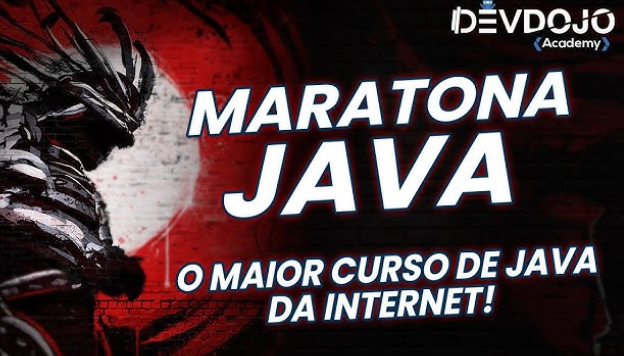 DEVDOJO
{Academy}
MARATONA
JAVA
O MAIOR CURSO DE JAVA
DA INTERNET!